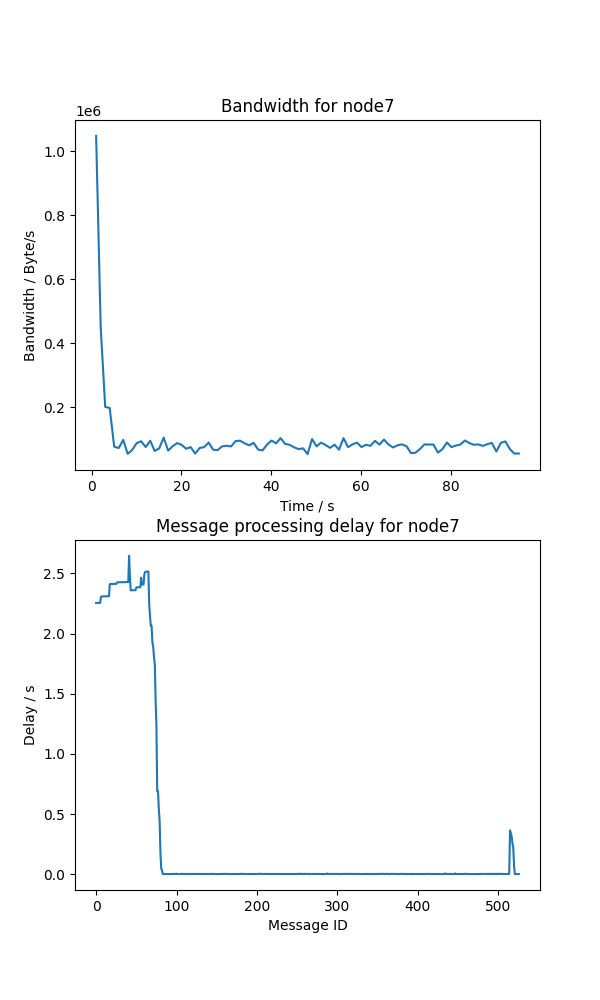 Bandwidth for node7
1e6
Bandwidth / Byte/s
1.0
0.8
0.6
0.4
0.2
0 20 40 60 80
Time / s
Message processing delay for node7
Delay / s
2.5
2.0
1.5
1.0
0.5
0.0
0 100 200 300 400 500
Message ID